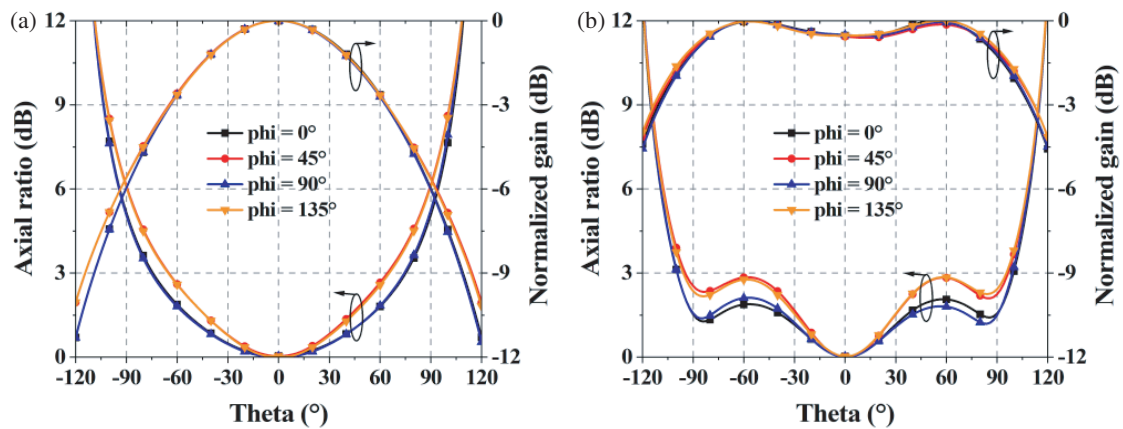 (a)
12
9
6
3
0
Axial ratio (dB)
phi = 0°
phi = 45°
phi = 90°
phi = 135°
0
-3
-6
-9
-12
Normalized gain (dB)
-120 -90 -60 -30 0 30 60 90 120
Theta (°)
(b)
12
9
6
3
0
Axial ratio (dB)
phi = 0°
phi = 45°
phi = 90°
phi = 135°
0
-3
-6
-9
-12
Normalized gain (dB)
-120 -90 -60 -30 0 30 60 90 120
Theta (°)